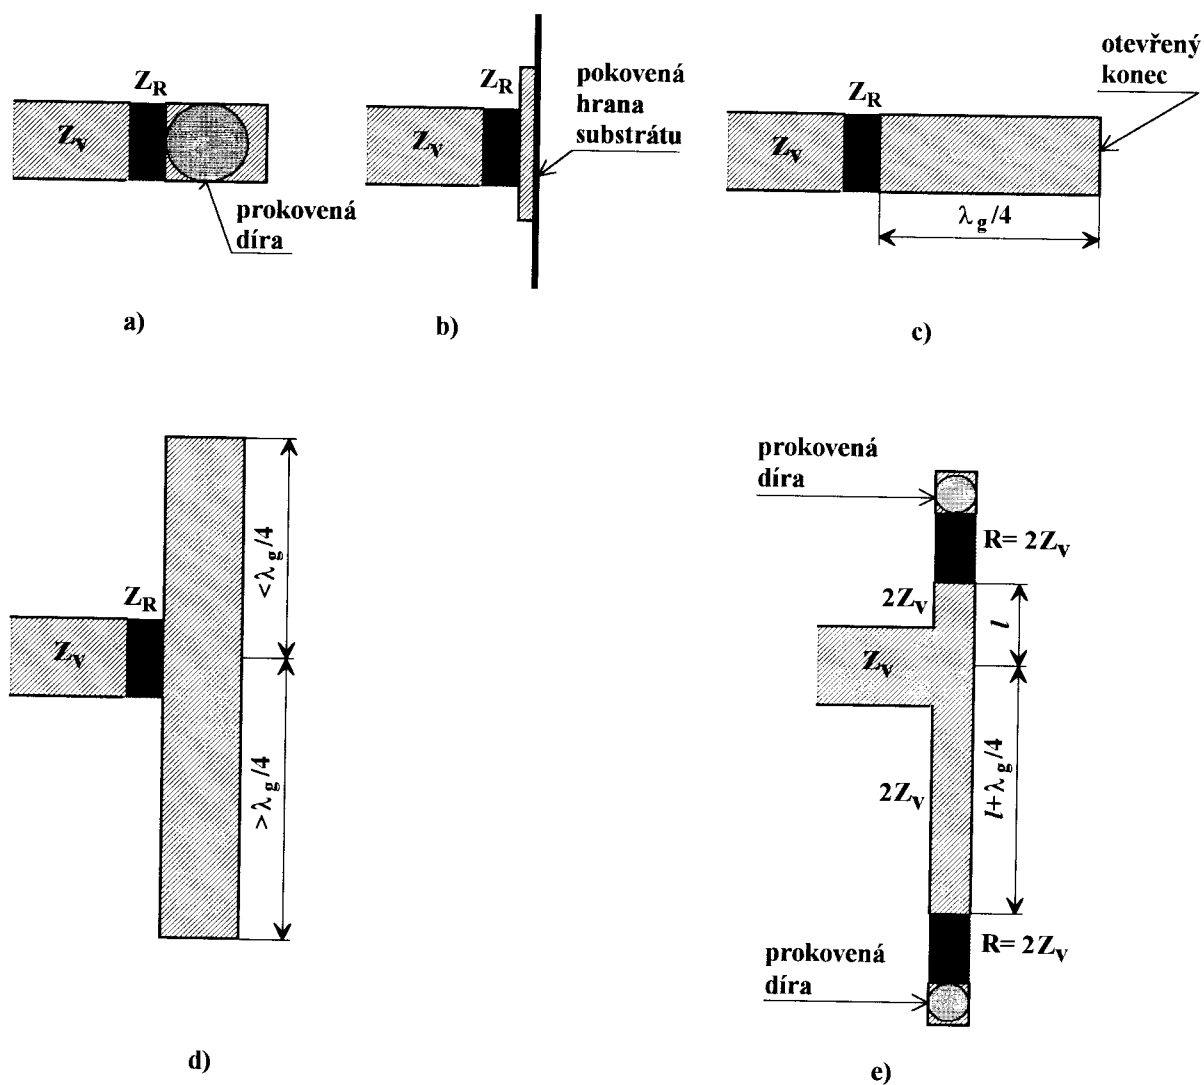 Z_R
Z_V
prokovená
díra
a)
Z_R
Z_V
pokovená
hrana
substrátu
b)
otevřený
konec
Z_R
Z_V
λ_g/4
c)
Z_R
Z_V
<λ_g/4
>λ_g/4
d)
prokovená
díra
R= 2Z_V
2Z_V
l
Z_V
2Z_V
l+λ_g/4
R= 2Z_V
prokovená
díra
e)